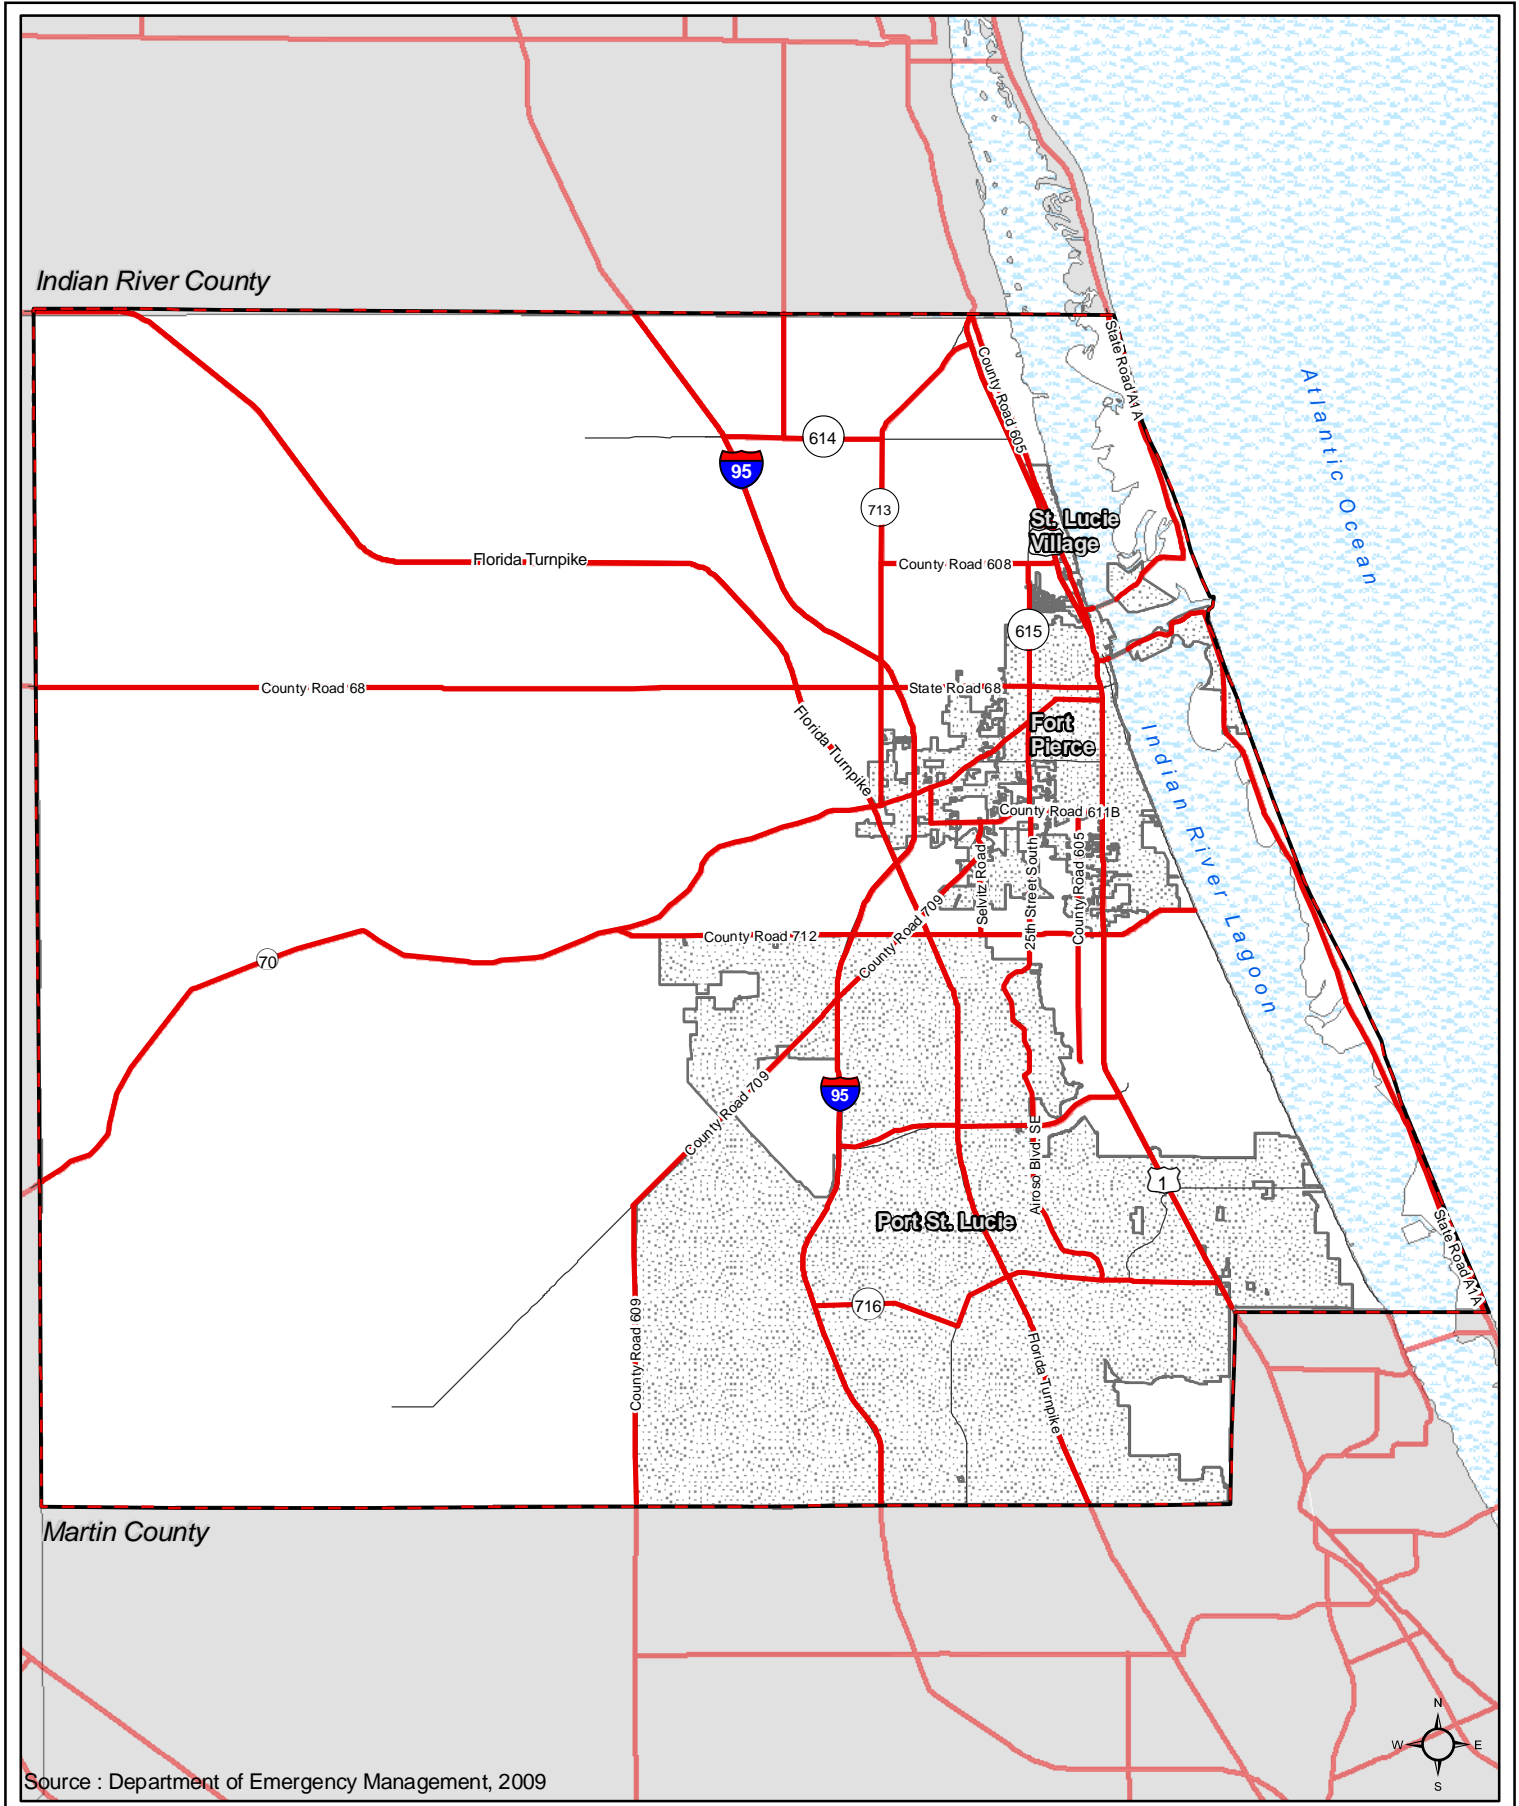 Indian River County
State Road A1A
County Road 605
Atlantic Ocean
614
95
713
St. Lucie
Village
Florida Turnpike
County Road 608
615
County Road 68
State Road 68
Florida Turnpike
Fort
Pierce
Indian River Lagoon
County Road 611B
Selvitz Road
25th Street South
County Road 605
County Road 709
County Road 712
70
County Road 709
95
Airoso Blvd. SE
1
Port St. Lucie
State Road A1A
716
County Road 609
Florida Turnpike
Martin County
N
W
E
S
Source : Department of Emergency Management, 2009